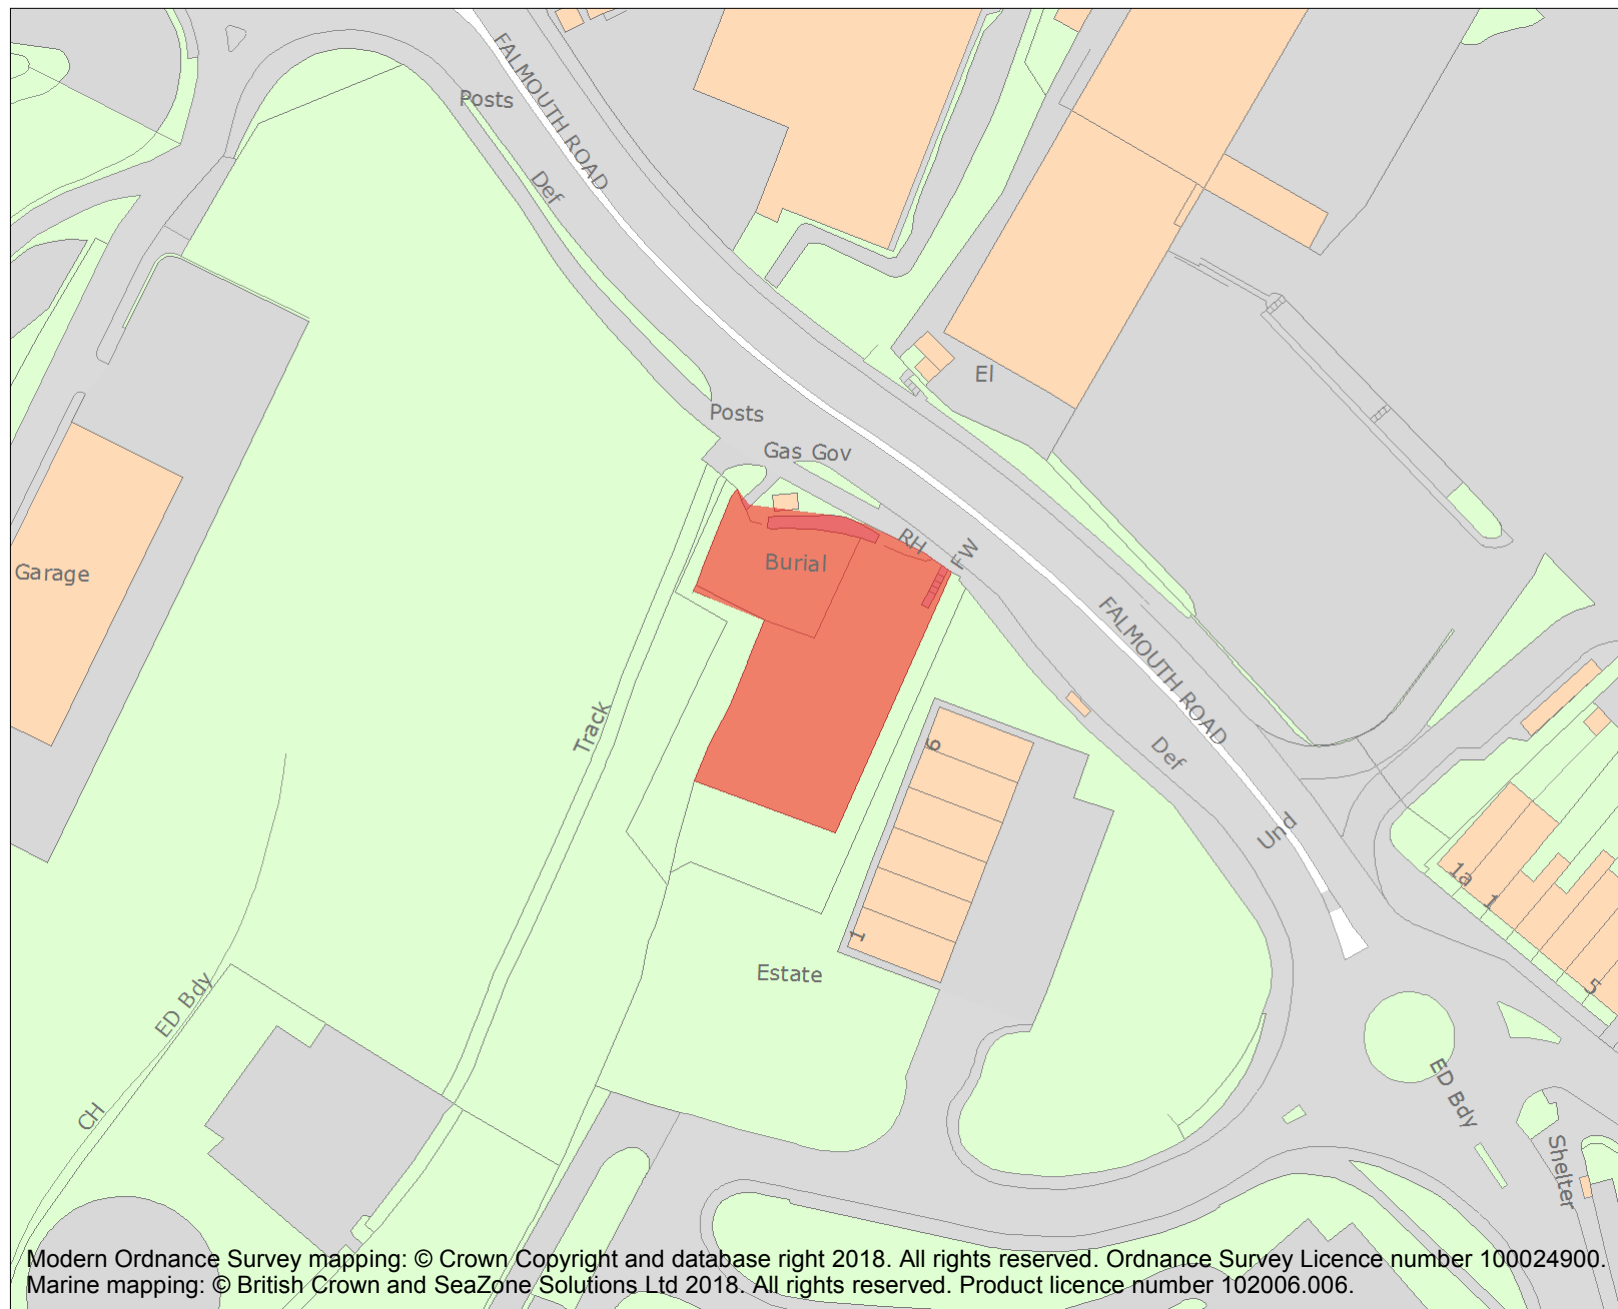 FALMOUTH ROAD
Posts
Def
El
Posts
Gas Gov
RH
FW
Burial
Garage
FALMOUTH ROAD
Track
6
Def
Und
1a
1
1
Estate
5
ED Bdy
ED Bdy
CH
Shelter
Modern Ordnance Survey mapping: © Crown Copyright and database right 2018. All rights reserved. Ordnance Survey Licence number 100024900.
Marine mapping: © British Crown and SeaZone Solutions Ltd 2018. All rights reserved. Product licence number 102006.006.